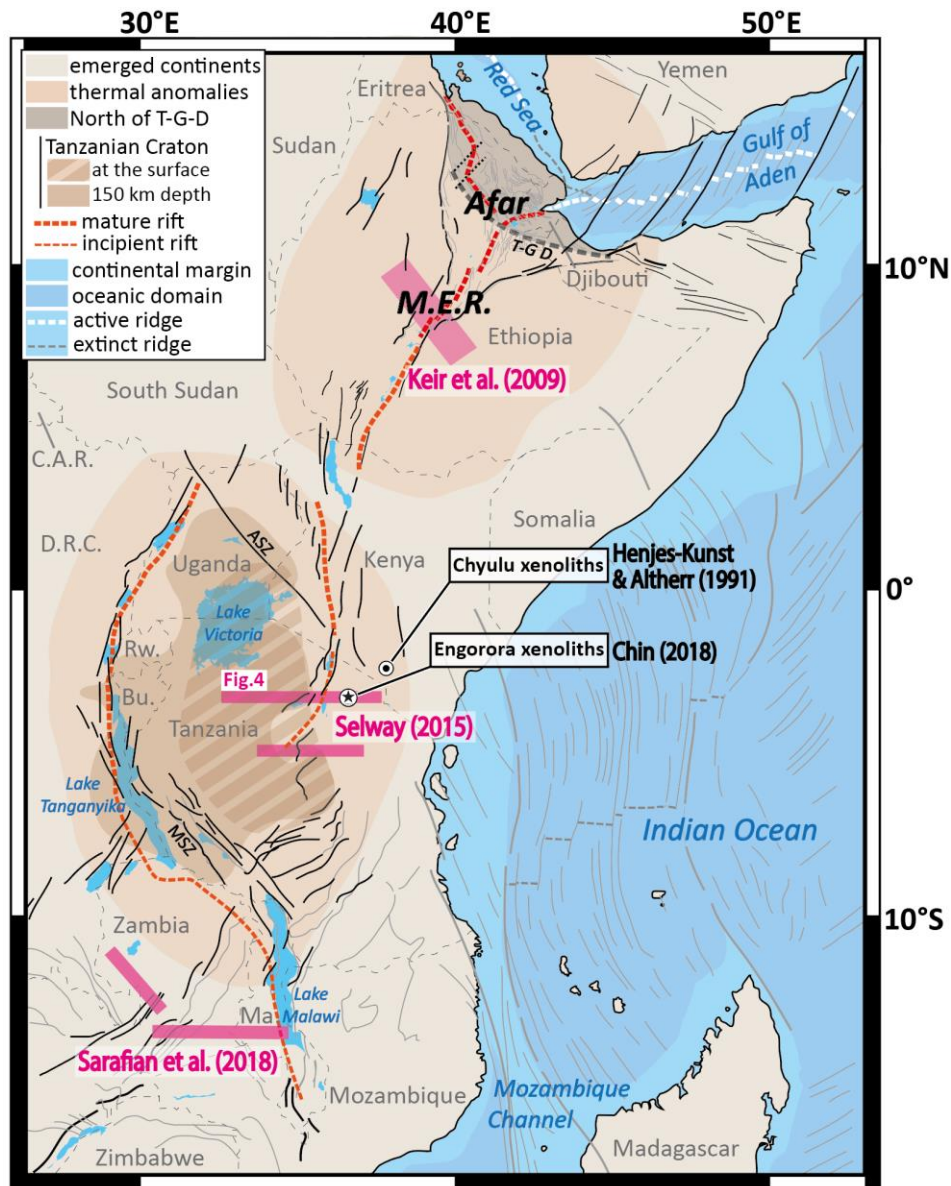 30°E
40°E
50°E
emerged continents
thermal anomalies
North of T-G-D
Tanzanian Craton
at the surface
150 km depth
mature rift
incipient rift
continental margin
oceanic domain
active ridge
extinct ridge
Eritrea
Red Sea
Yemen
Sudan
Gulf of
Aden
Afar
T-G-D
Djibouti
10°N
M.E.R.
Ethiopia
Keir et al. (2009)
South Sudan
C.A.R.
Somalia
D.R.C.
ASZ
Uganda
Kenya
Chyulu xenoliths
Henjes-Kunst
& Altherr (1991)
0°
Lake
Victoria
Rw.
Engorora xenoliths
Chin (2018)
Fig.4
Bu.
Tanzania
Selway (2015)
Lake
Tanganyika
MSZ
Indian Ocean
10°S
Zambia
Ma.
Lake
Malawi
Sarafian et al. (2018)
Mozambique
Mozambique
Channel
Zimbabwe
Madagascar